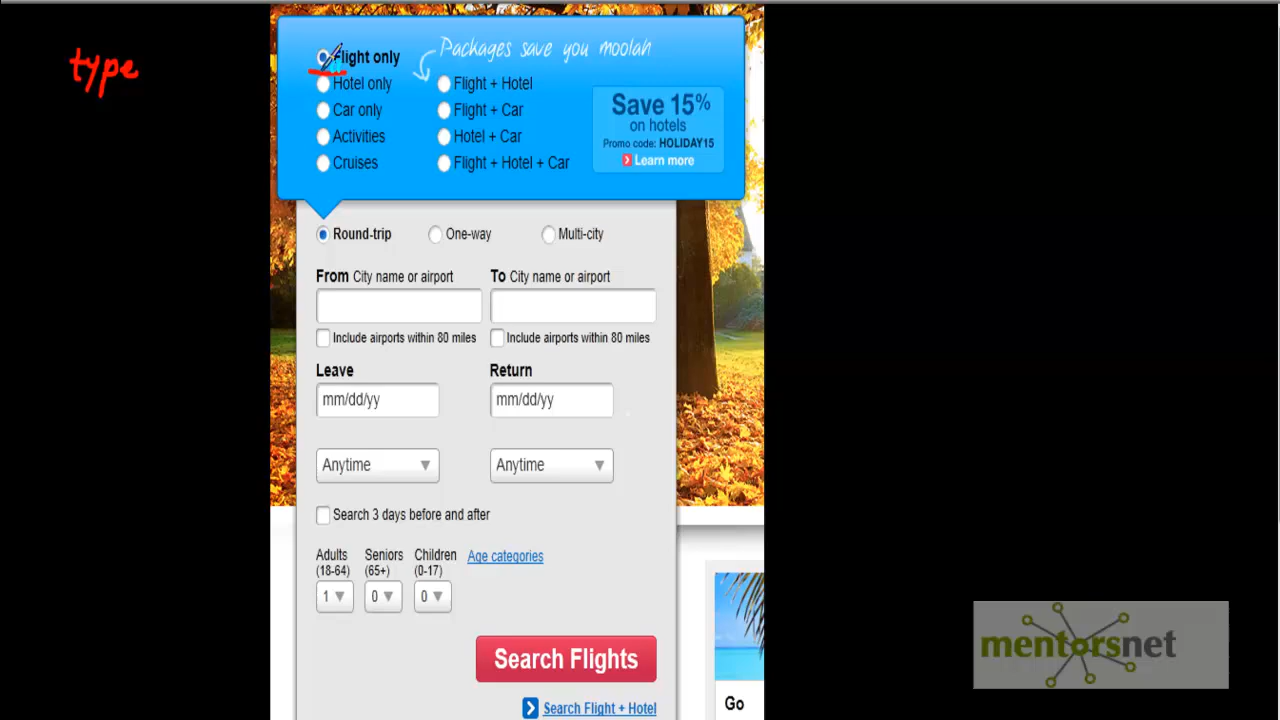 type
Packages save you moolah
Flight only
Hotel only
Flight + Hotel
Car only
Flight + Car
Activities
Hotel + Car
Cruises
Flight + Hotel + Car
Save 15%
on hotels
Promo code: HOLIDAY15
Learn more
Round-trip One-way Multi-city
From City name or airport To City name or airport
Include airports within 80 miles Include airports within 80 miles
Leave Return
mm/dd/yy mm/dd/yy
Anytime Anytime
Search 3 days before and after
Adults Seniors Children Age categories
(18-64) (65+) (0-17)
1 0 0
Search Flights
Search Flight + Hotel
Go
mentorsnet